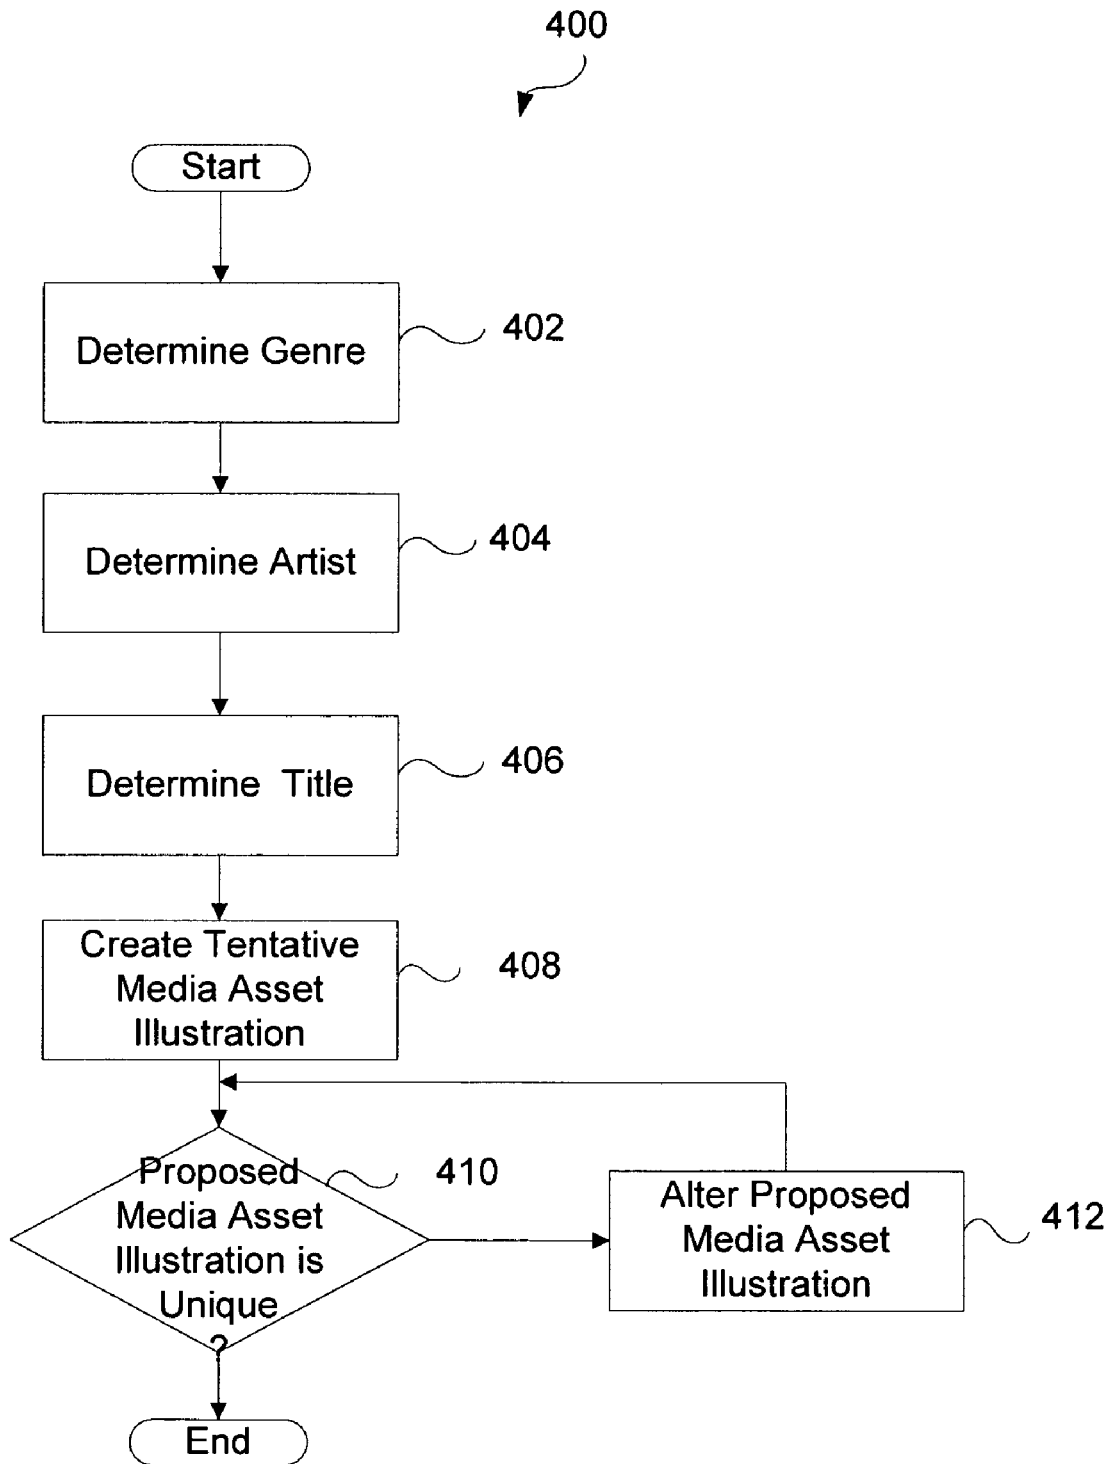 400
Start
Determine Genre
402
Determine Artist
404
Determine Title
406
Create Tentative
Media Asset
Illustration
408
Proposed
Media Asset
Illustration is
Unique
?
410
Alter Proposed
Media Asset
Illustration
412
End